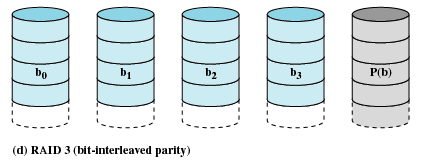 b0 b1 b2 b3 P(b)
(d) RAID 3 (bit-interleaved parity)